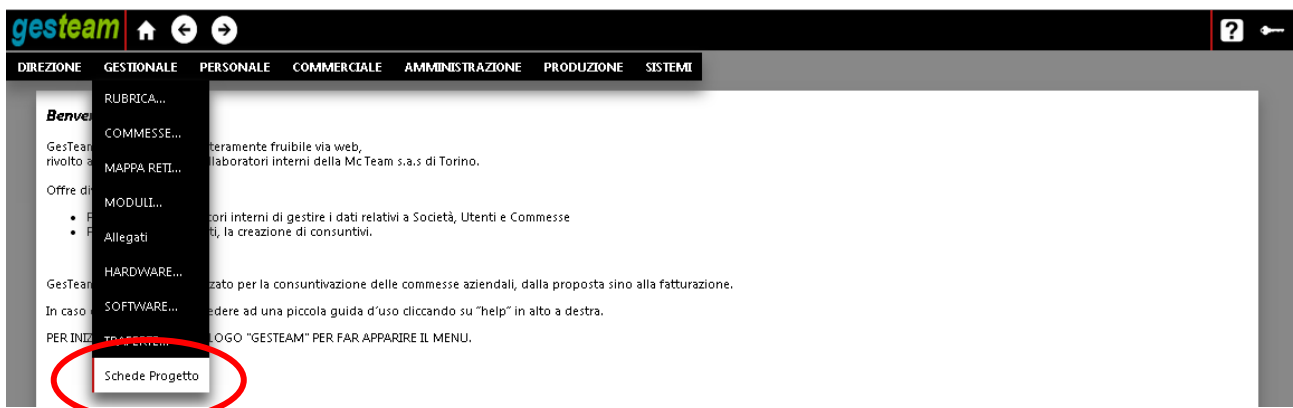 gesteam
?
DIREZIONE GESTIONALE PERSONALE COMMERCIALE AMMINISTRAZIONE PRODUZIONE SISTEMI
RUBRICA...
COMMESSE...
MAPPA RETI...
MODULI...
Allegati
HARDWARE...
SOFTWARE...
Schede Progetto
GesTeam teramente fruibile via web,
rivolto a laboratori interni della Mc Team s.a.s di Torino.
Offre di
tori interni di gestire i dati relativi a Società, Utenti e Commesse
ti, la creazione di consuntivi.
GesTeam zato per la consuntivazione delle commesse aziendali, dalla proposta sino alla fatturazione.
In caso edere ad una piccola guida d'uso cliccando su "help" in alto a destra.
PER INIZ LOGO "GESTEAM" PER FAR APPARIRE IL MENU.